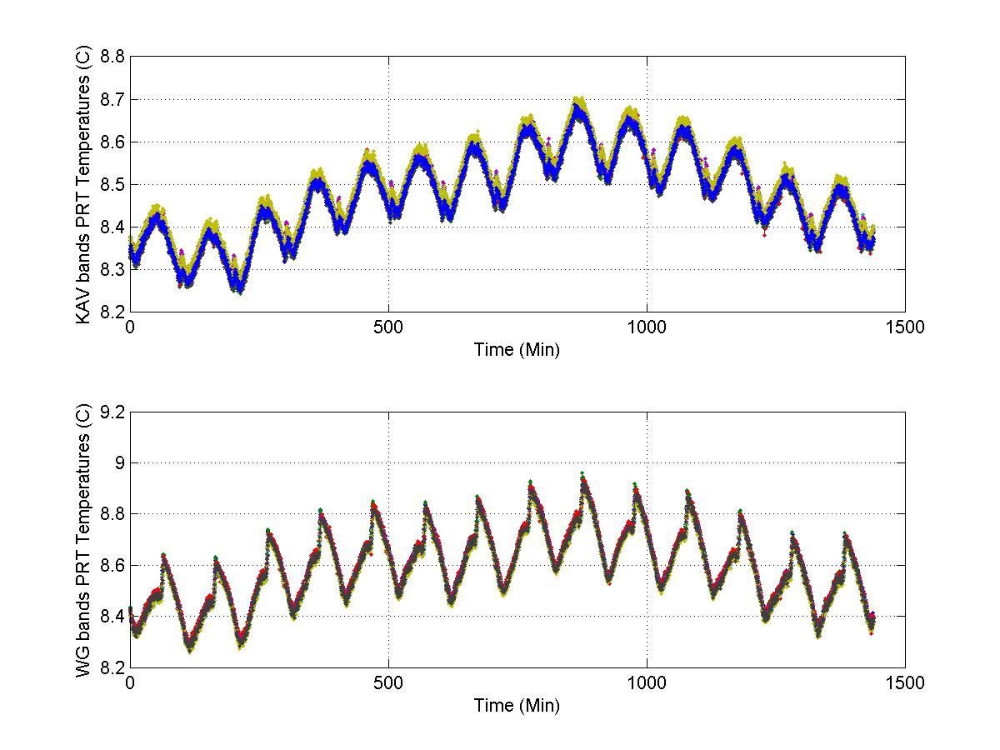 KAV bands PRT Temperatures (C)
8.8
8.7
8.6
8.5
8.4
8.3
8.2
0 500 1000 1500
Time (Min)
WG bands PRT Temperatures (C)
9.2
9
8.8
8.6
8.4
8.2
0 500 1000 1500
Time (Min)